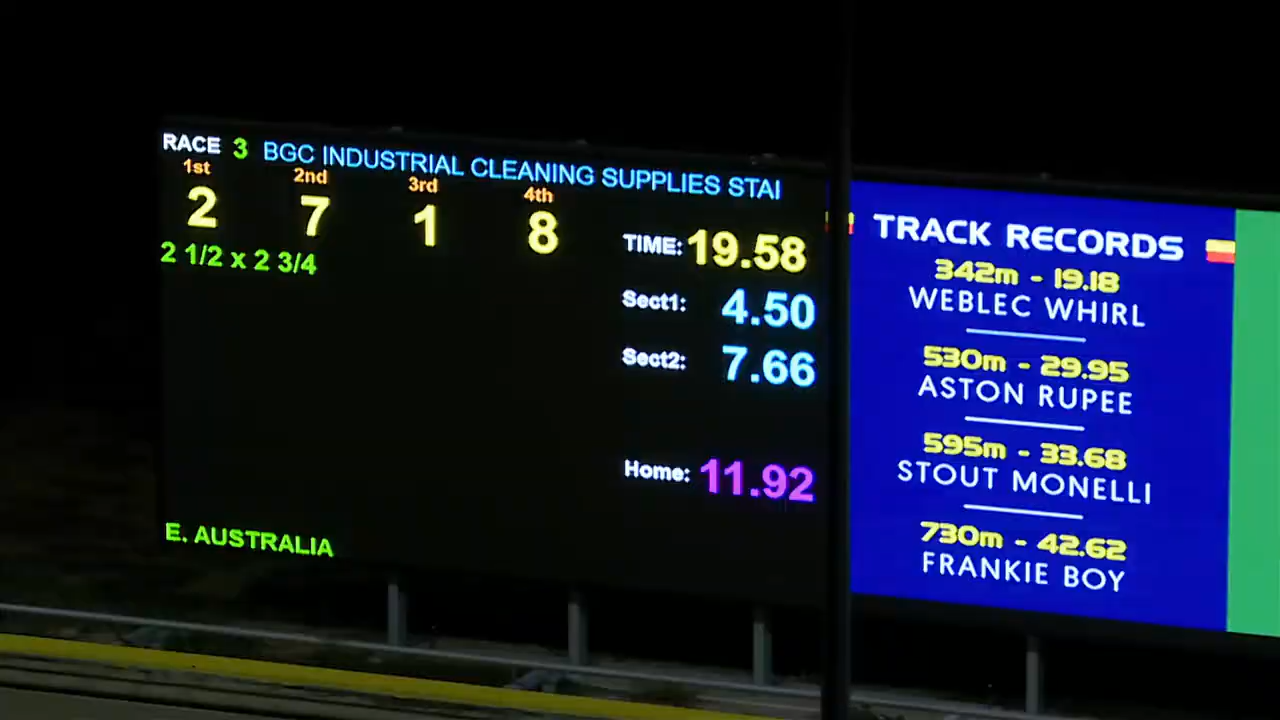 RACE 3 BGC INDUSTRIAL CLEANING SUPPLIES STAI
1st 2nd 3rd 4th
2 7 1 8
2 1/2 x 2 3/4
TIME: 19.58
Sect1: 4.50
Sect2: 7.66
Home: 11.92
E. AUSTRALIA
TRACK RECORDS
342m - 19.18
WEBLEC WHIRL
530m - 29.95
ASTON RUPEE
595m - 33.68
STOUT MONELLI
730m - 42.62
FRANKIE BOY